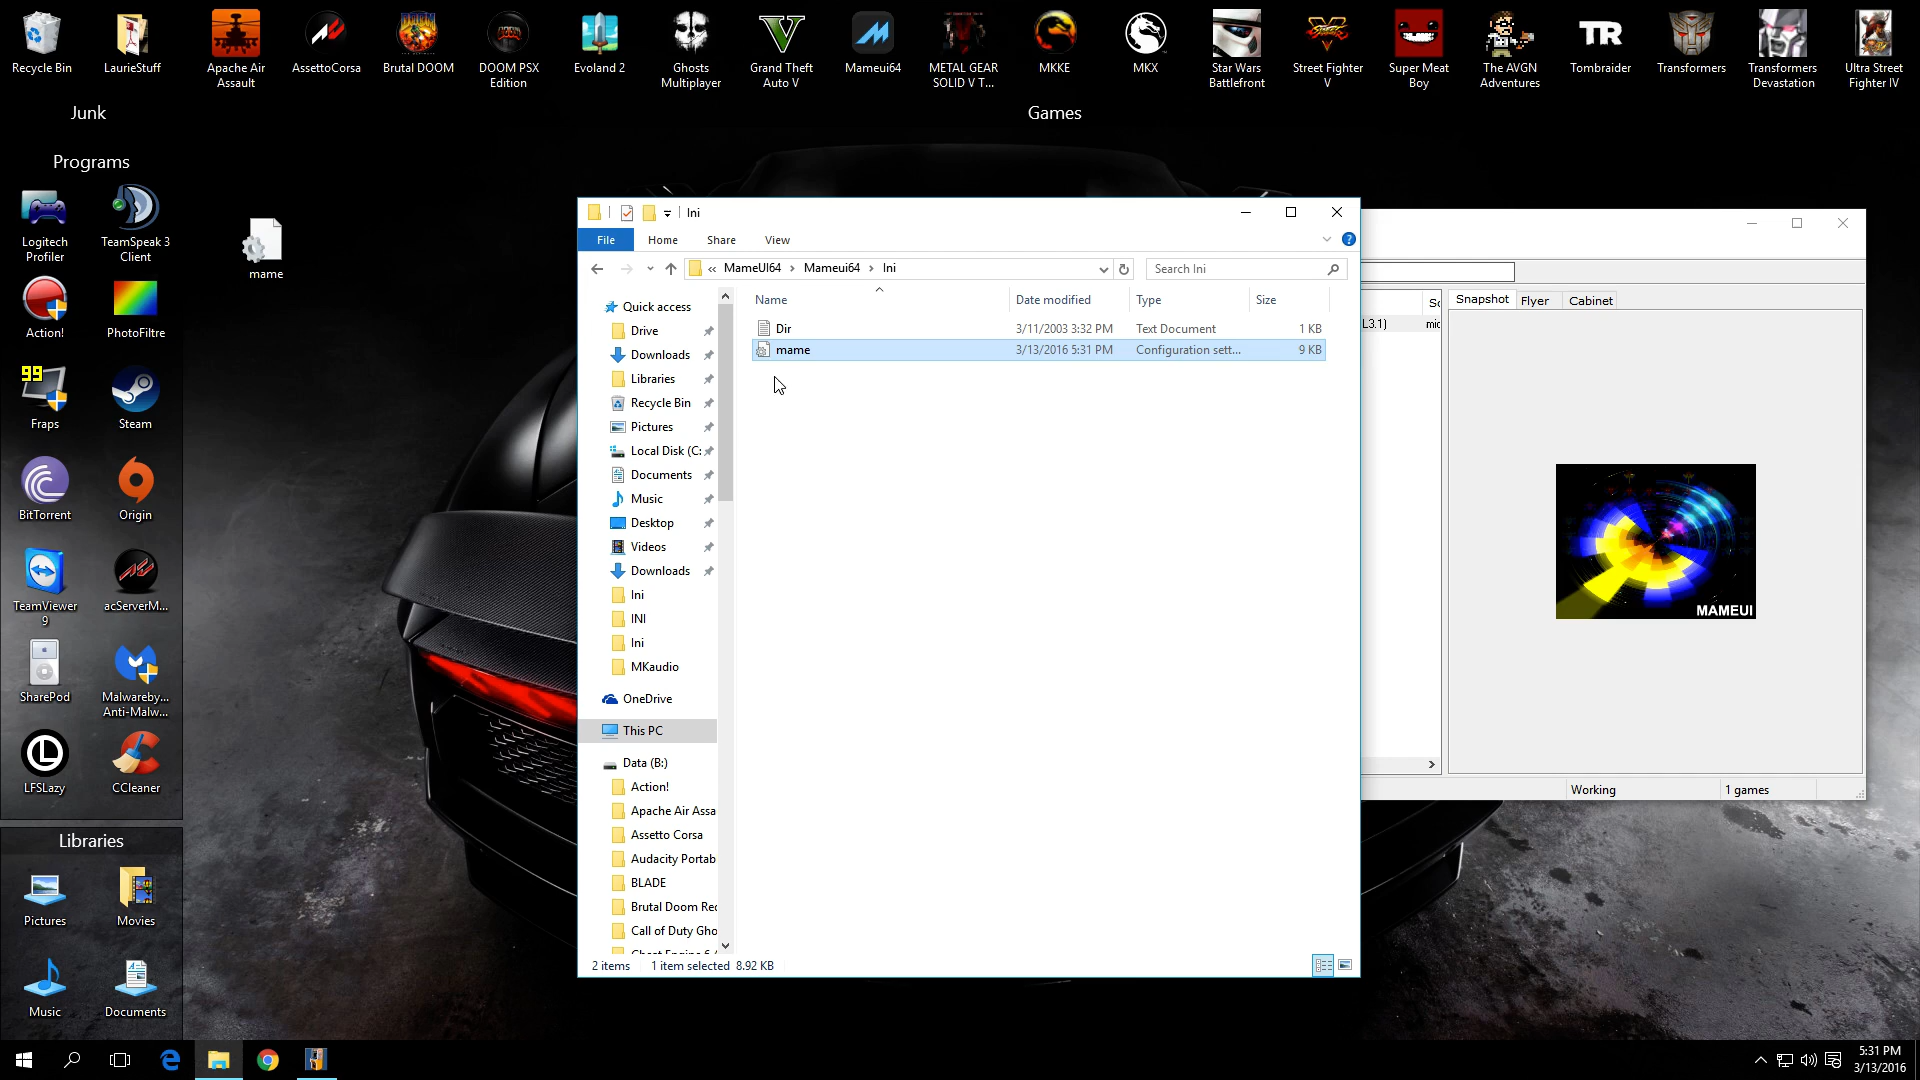 Recycle Bin
LaurieStuff
Apache Air
Assault
AssettoCorsa
Brutal DOOM
DOOM PSX
Edition
Evoland 2
Ghosts
Multiplayer
Grand Theft
Auto V
Mameui64
METAL GEAR
SOLID V T...
MKKE
MKX
Star Wars
Battlefront
Street Fighter
V
Super Meat
Boy
The AVGN
Adventures
TR
Tombraider
Transformers
Transformers
Devastation
Ultra Street
Fighter IV
Junk
Games
Programs
Logitech
Profiler
TeamSpeak 3
Client
Action!
PhotoFiltre
99
Fraps
Steam
BitTorrent
Origin
TeamViewer
9
acServerM...
SharePod
Malwareby...
Anti-Malw...
LFSLazy
CCleaner
Libraries
Pictures
Movies
Music
Documents
mame
Ini
File
Home
Share
View
« MameUI64 > Mameui64 > Ini
Search Ini
Quick access
Drive
Downloads
Libraries
Recycle Bin
Pictures
Local Disk (C:
Documents
Music
Desktop
Videos
Downloads
Ini
INI
Ini
MKaudio
OneDrive
This PC
Data (B:)
Action!
Apache Air Assa
Assetto Corsa
Audacity Portab
BLADE
Brutal Doom Rec
Call of Duty Gho
Name Date modified Type Size
Dir 3/11/2003 3:32 PM Text Document 1 KB
mame 3/13/2016 5:31 PM Configuration sett... 9 KB
2 items 1 item selected 8.92 KB
Snapshot
Flyer
Cabinet
L3.1)
MAMEUI
Working
1 games
5:31 PM
3/13/2016